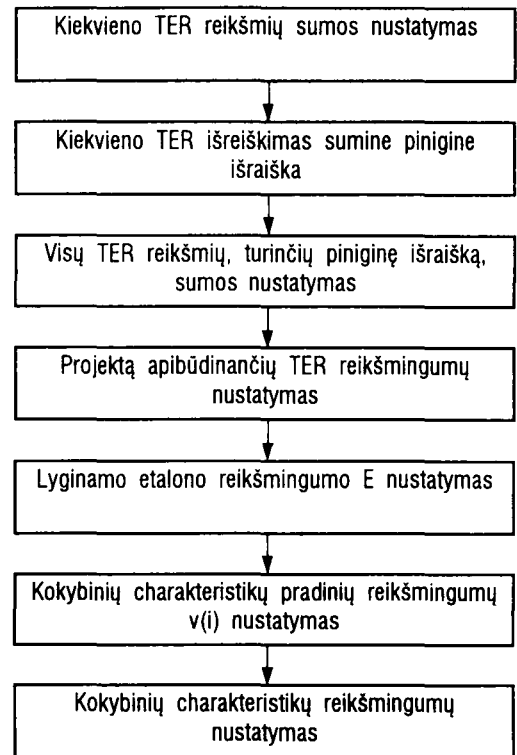 Kiekvieno TER reikšmių sumos nustatymas
Kiekvieno TER išreiškimas sumine pinigine
išraiška
Visų TER reikšmių, turinčių piniginę išraišką,
sumos nustatymas
Projektą apibūdinančių TER reikšmingumų
nustatymas
Lyginamo etalono reikšmingumo E nustatymas
Kokybinių charakteristikų pradinių reikšmingumų
v(i) nustatymas
Kokybinių charakteristikų reikšmingumų
nustatymas